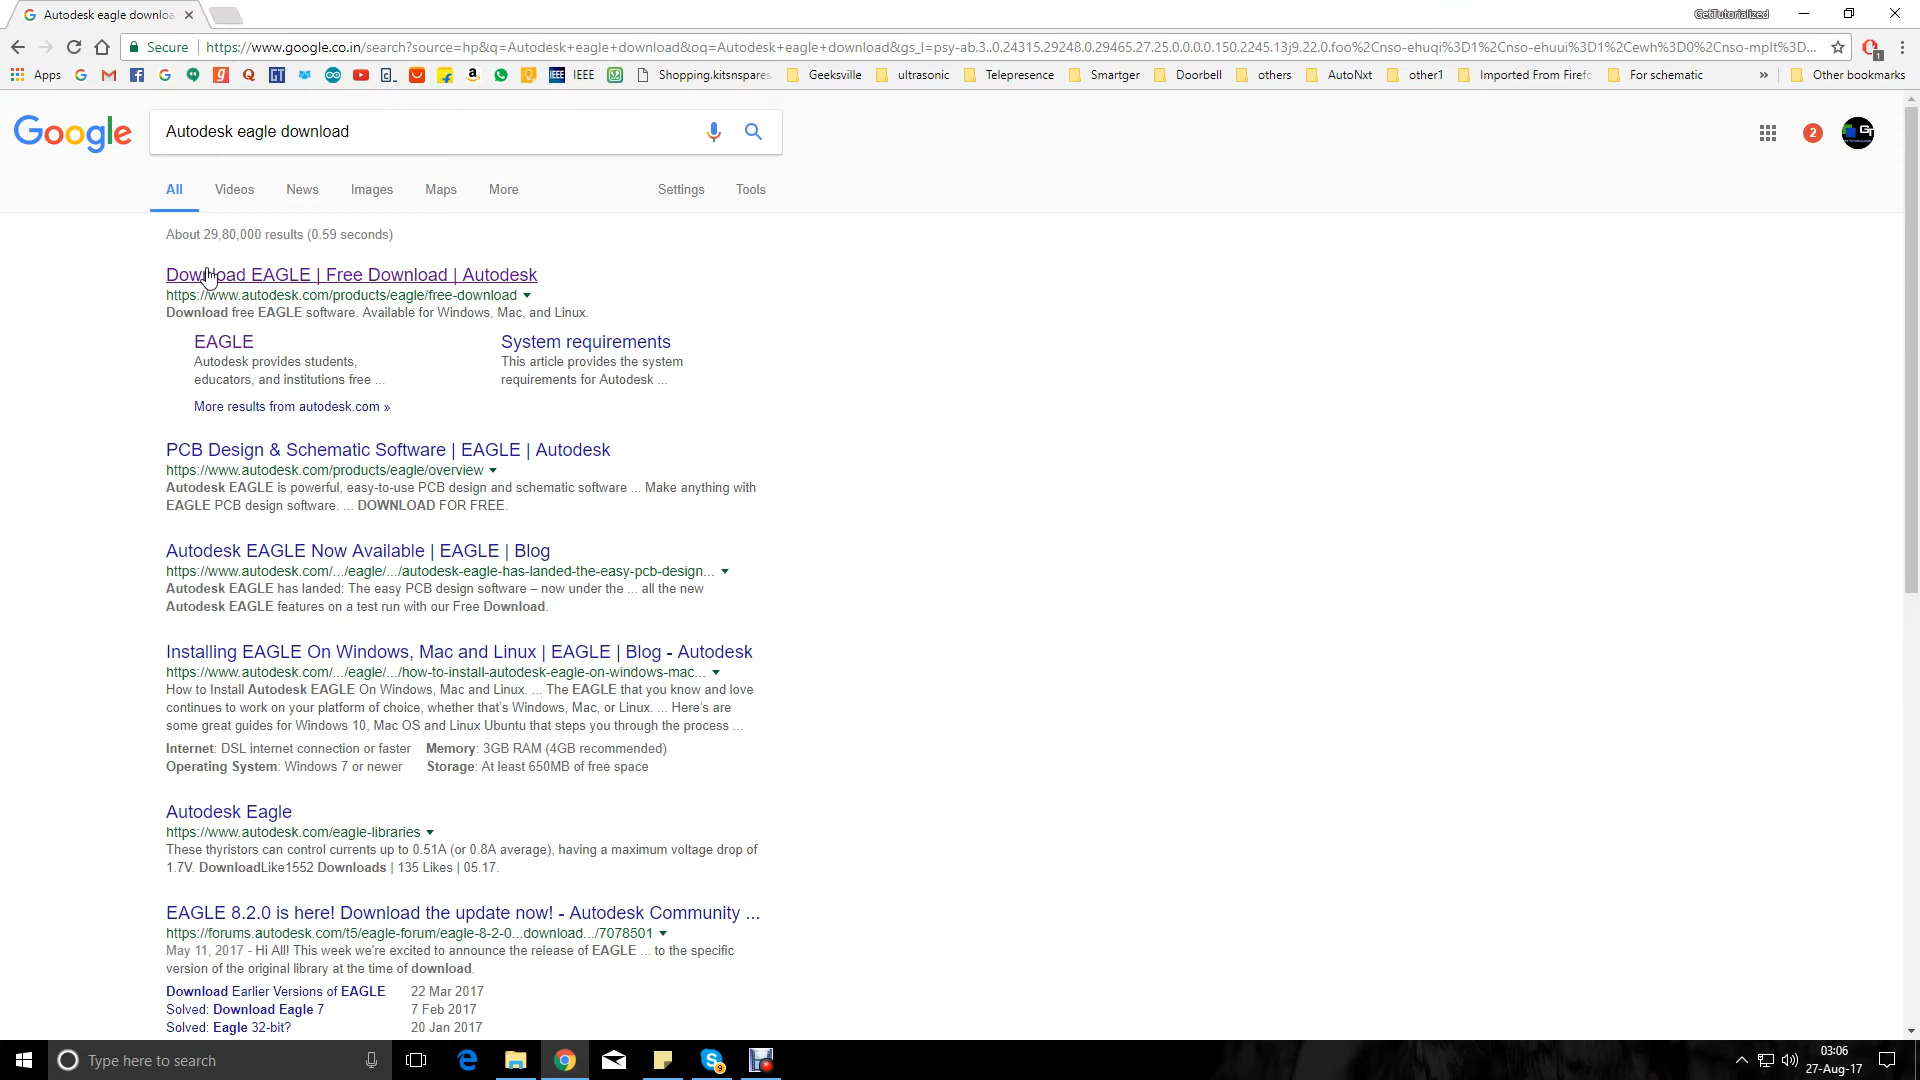 Autodesk eagle downloa
GetTutorialized
Secure https://www.google.co.in/search?source=hp&q=Autodesk+eagle+download&oq=Autodesk+eagle+download&gs_l=psy-ab.3..0.24315.29248.0.29465.27.25.0.0.0.0.150.2245.13j9.22.0.foo%2Cnso-ehuqi%3D1%2Cnso-ehuui%3D1%2Cewh%3D0%2Cnso-mplt%3D...
Apps IEEE Shopping.kitsnspares Geeksville ultrasonic Telepresence Smartger Doorbell others AutoNxt other1 Imported From Firefo For schematic » Other bookmarks
Google
Autodesk eagle download
2
All Videos News Images Maps More Settings Tools
About 29,80,000 results (0.59 seconds)
Download EAGLE | Free Download | Autodesk
https://www.autodesk.com/products/eagle/free-download
Download free EAGLE software. Available for Windows, Mac, and Linux.
EAGLE System requirements
Autodesk provides students, This article provides the system
educators, and institutions free ... requirements for Autodesk ...
More results from autodesk.com »
PCB Design & Schematic Software | EAGLE | Autodesk
https://www.autodesk.com/products/eagle/overview
Autodesk EAGLE is powerful, easy-to-use PCB design and schematic software ... Make anything with
EAGLE PCB design software. ... DOWNLOAD FOR FREE.
Autodesk EAGLE Now Available | EAGLE | Blog
https://www.autodesk.com/.../eagle/.../autodesk-eagle-has-landed-the-easy-pcb-design...
Autodesk EAGLE has landed: The easy PCB design software – now under the ... all the new
Autodesk EAGLE features on a test run with our Free Download.
Installing EAGLE On Windows, Mac and Linux | EAGLE | Blog - Autodesk
https://www.autodesk.com/.../eagle/.../how-to-install-autodesk-eagle-on-windows-mac...
How to Install Autodesk EAGLE On Windows, Mac and Linux. ... The EAGLE that you know and love
continues to work on your platform of choice, whether that's Windows, Mac, or Linux. ... Here's are
some great guides for Windows 10, Mac OS and Linux Ubuntu that steps you through the process ...
Internet: DSL internet connection or faster Memory: 3GB RAM (4GB recommended)
Operating System: Windows 7 or newer Storage: At least 650MB of free space
Autodesk Eagle
https://www.autodesk.com/eagle-libraries
These thyristors can control currents up to 0.51A (or 0.8A average), having a maximum voltage drop of
1.7V. DownloadLike1552 Downloads | 135 Likes | 05.17.
EAGLE 8.2.0 is here! Download the update now! - Autodesk Community ...
https://forums.autodesk.com/t5/eagle-forum/eagle-8-2-0...download.../7078501
May 11, 2017 - Hi All! This week we're excited to announce the release of EAGLE ... to the specific
version of the original library at the time of download.
Download Earlier Versions of EAGLE 22 Mar 2017
Solved: Download Eagle 7 7 Feb 2017
Solved: Eagle 32-bit? 20 Jan 2017
Type here to search
03:06
27-Aug-17